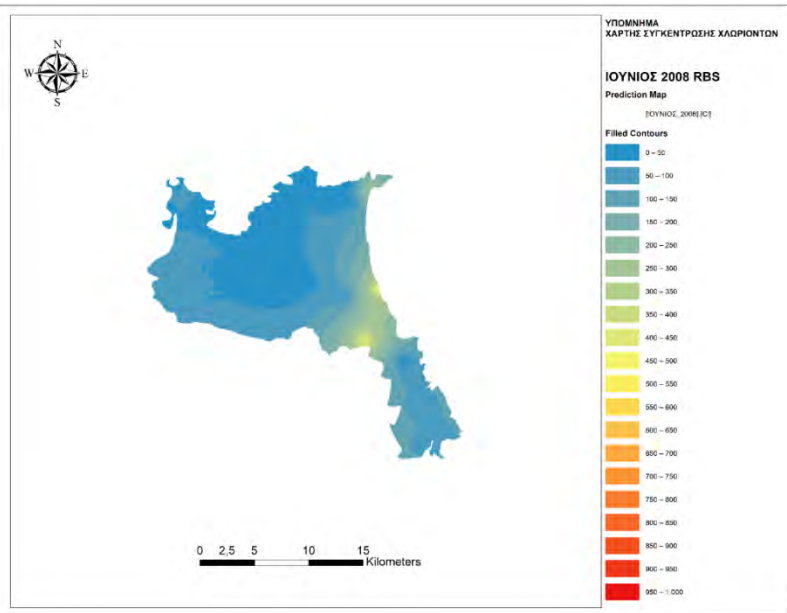 N
W E
S
0 2,5 5 10 15
Kilometers
ΥΠΟΜΝΗΜΑ
ΧΑΡΤΗΣ ΣΥΓΚΕΝΤΡΩΣΗΣ ΧΛΩΡΙΟΝΤΩΝ
ΙΟΥΝΙΟΣ 2008 RBS
Prediction Map
[ΙΟΥΝΙΟΣ_2008].[Cl]
Filled Contours
0 – 50
50 – 100
100 – 150
150 – 200
200 – 250
250 – 300
300 – 350
350 – 400
400 – 450
450 – 500
500 – 550
550 – 600
600 – 650
650 – 700
700 – 750
750 – 800
800 – 850
850 – 900
900 – 950
950 – 1.000